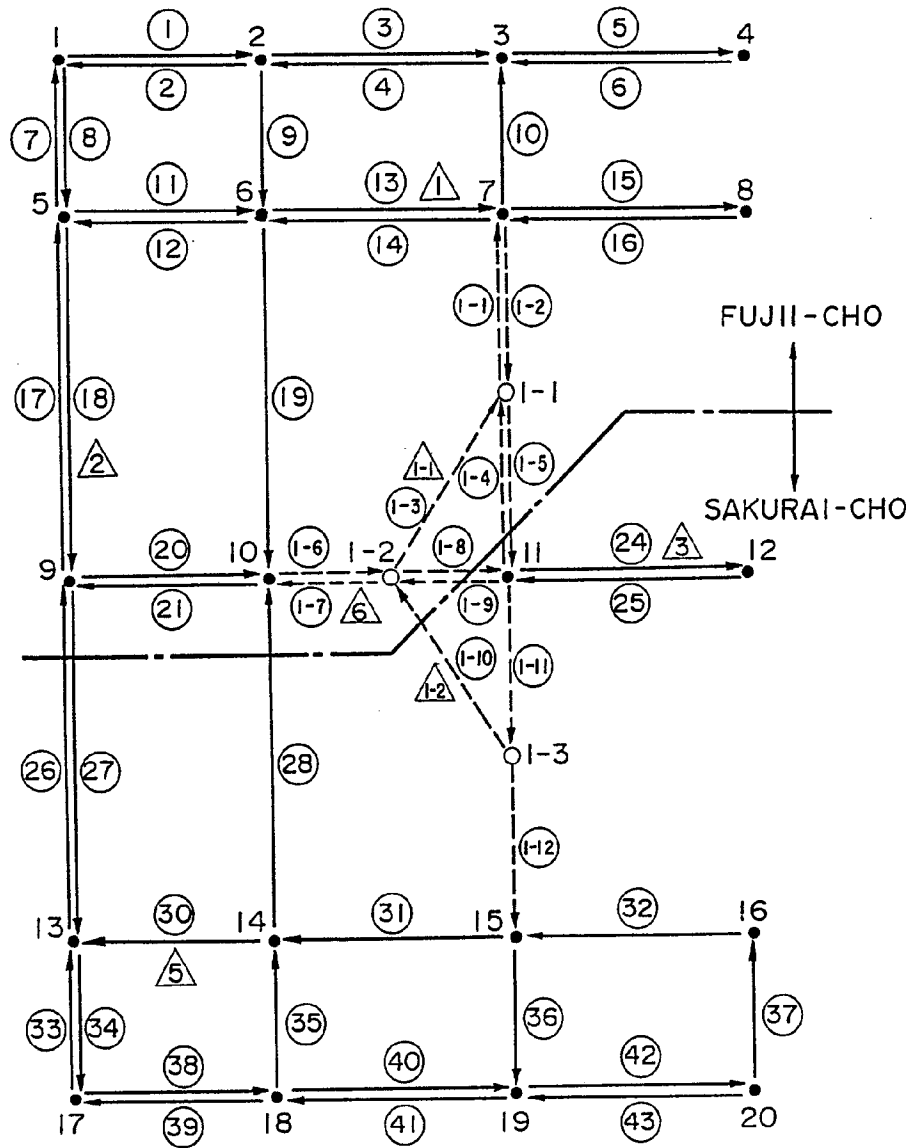 1 ① 2 ③ 3 ⑤ 4
② ④ ⑥
⑦ ⑧ ⑨ ⑩
5 ⑪ 6 ⑬ 1 7 ⑮ 8
⑫ ⑭ ⑯
1-1 1-2
FUJII-CHO
⑰ ⑱ ⑲ 1-1
2 1-1 1-4 1-5
1-3
SAKURAI-CHO
9 ⑳ 10 1-6 1-2 1-8 11 24 3 12
21 1-7 6 1-9 25
1-10 1-11
1-2
26 27 28 1-3
1-12
13 30 14 31 15 32 16
5
33 34 35 36 37
38 40 42
17 39 18 41 19 43 20